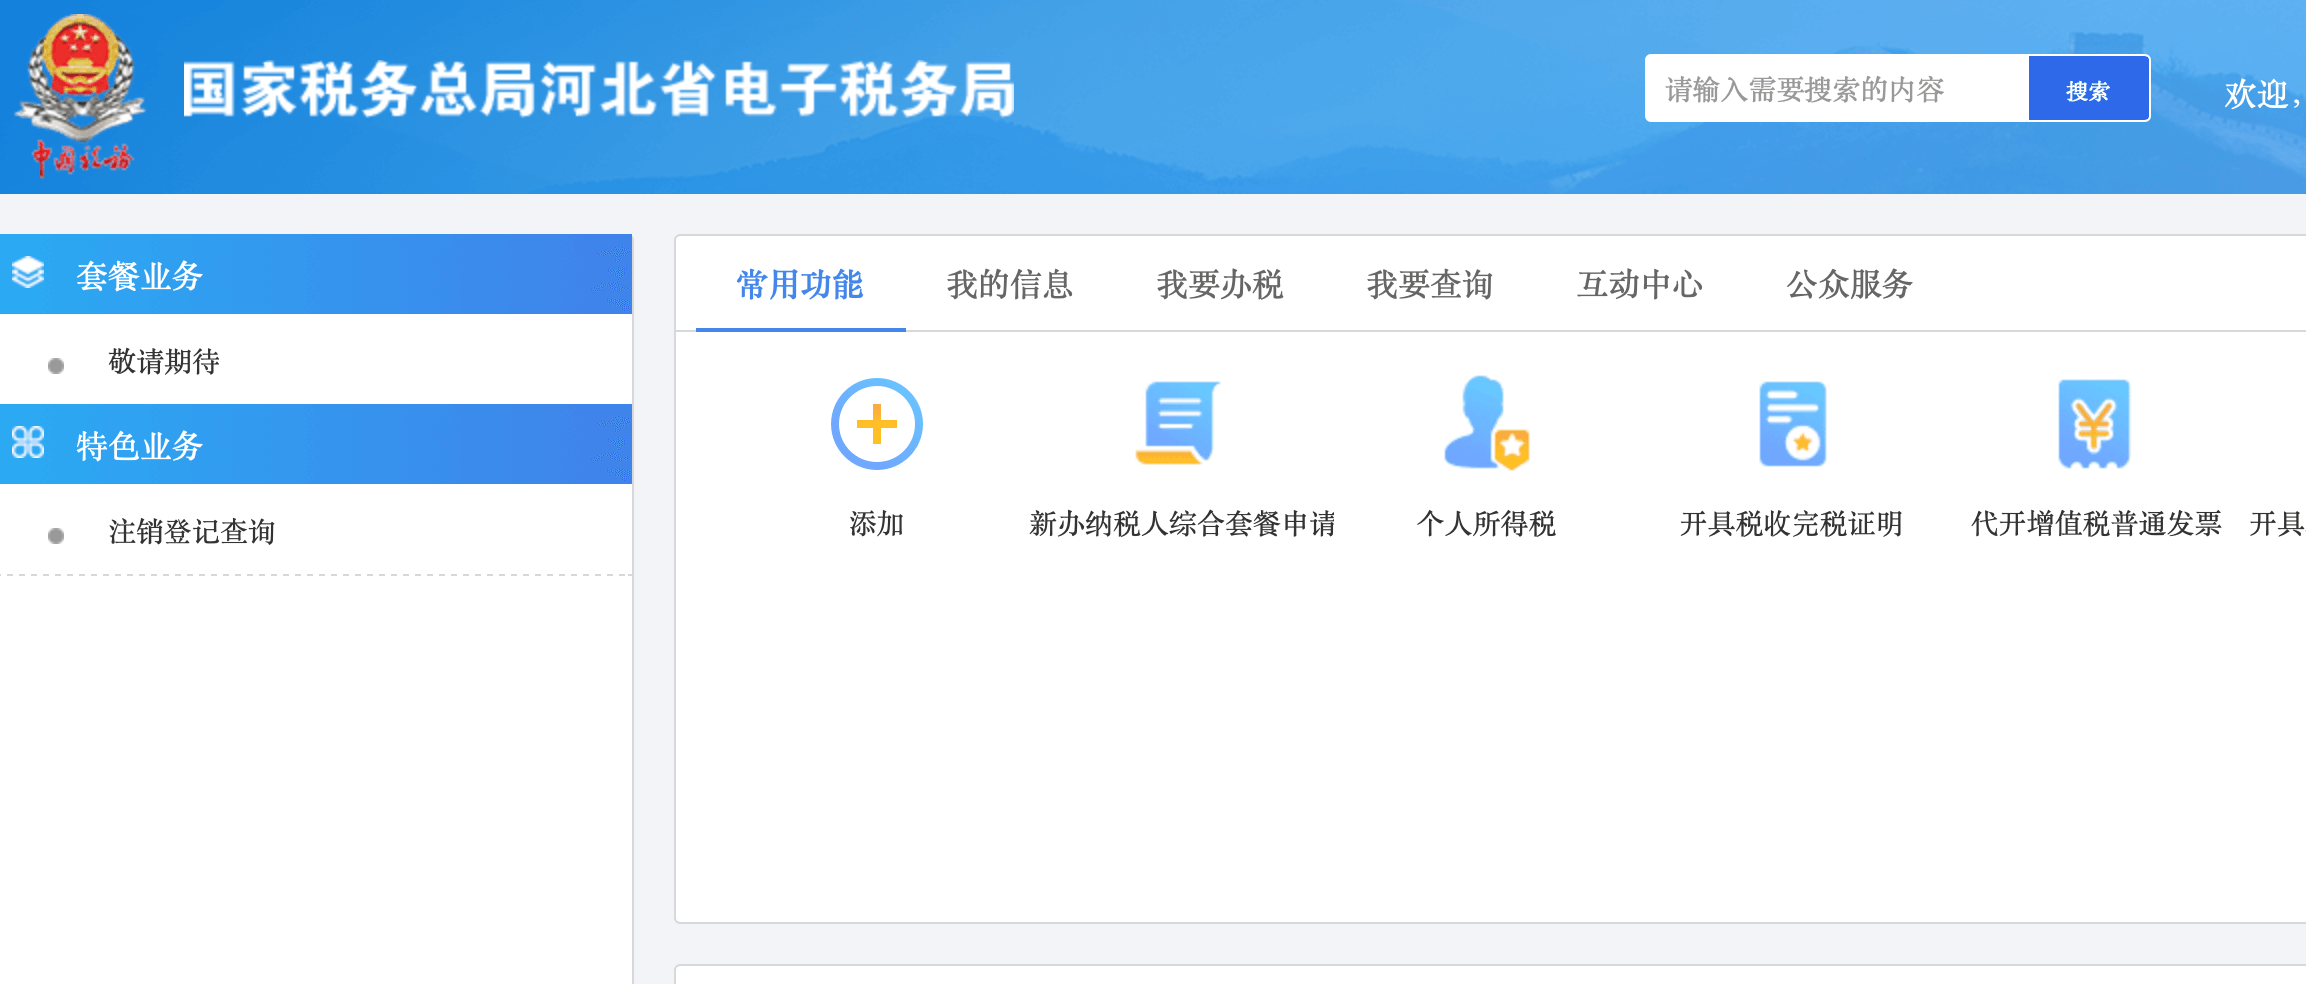 中国税务
国家税务总局河北省电子税务局
请输入需要搜索的内容
搜索
欢迎，
套餐业务
敬请期待
特色业务
注销登记查询
常用功能
我的信息
我要办税
我要查询
互动中心
公众服务
添加
新办纳税人综合套餐申请
个人所得税
开具税收完税证明
代开增值税普通发票
开具